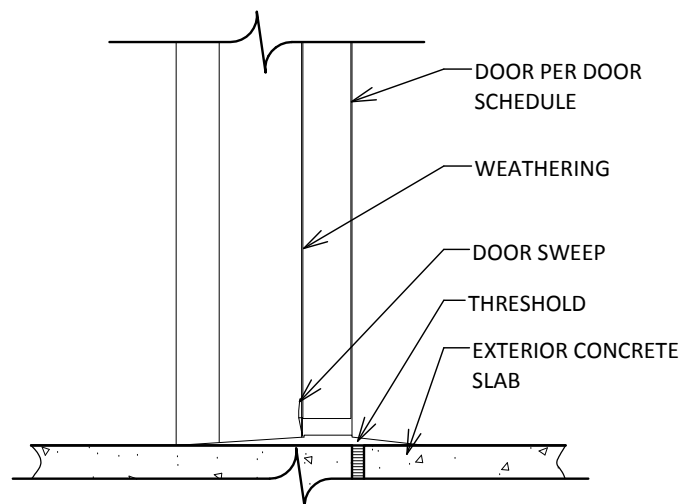 DOOR PER DOOR
SCHEDULE
WEATHERING
DOOR SWEEP
THRESHOLD
EXTERIOR CONCRETE
SLAB